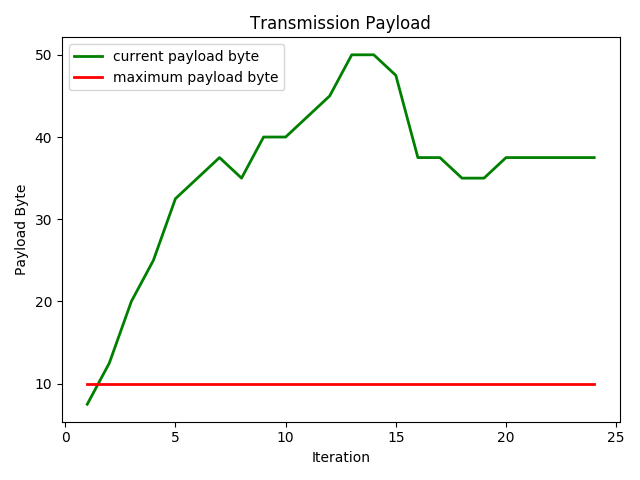 Transmission Payload
current payload byte
maximum payload byte
50
40
30
20
10
Payload Byte
0
5
10
15
20
25
Iteration